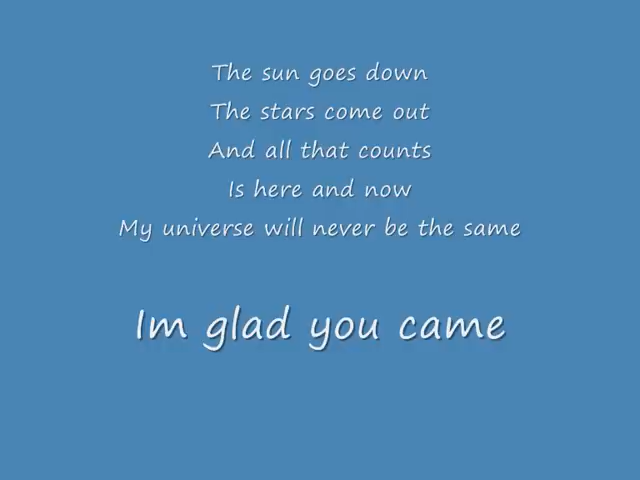 The sun goes down
The stars come out
And all that counts
Is here and now
My universe will never be the same
Im glad you came